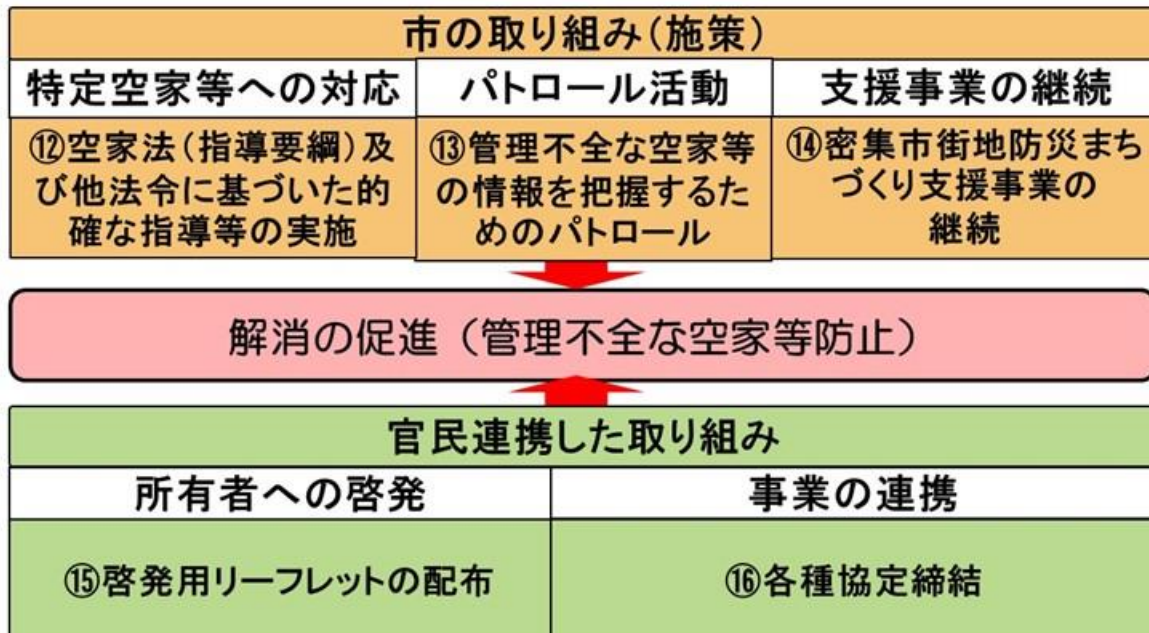 市の取り組み(施策)
特定空家等への対応
パトロール活動
支援事業の継続
⑫空家法(指導要綱)及
び他法令に基づいた的
確な指導等の実施
⑬管理不全な空家等
の情報を把握するた
めのパトロール
⑭密集市街地防災まち
づくり支援事業の
継続
解消の促進(管理不全な空家等防止)
官民連携した取り組み
所有者への啓発
事業の連携
⑮啓発用リーフレットの配布
⑯各種協定締結